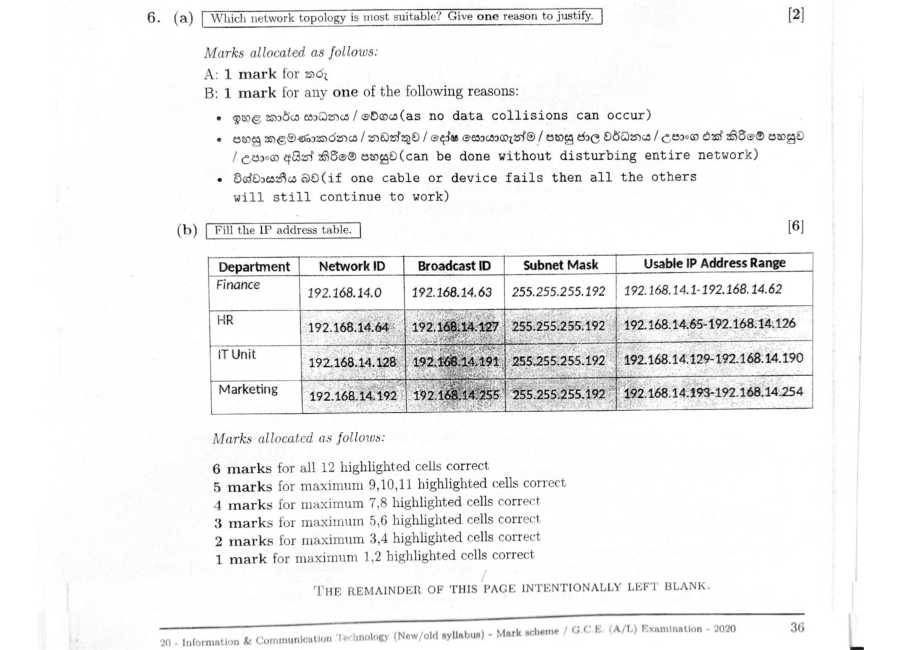 6. (a) Which network topology is most suitable? Give one reason to justify. [2]
Marks allocated as follows:
A: 1 mark for තරු
B: 1 mark for any one of the following reasons:
• ඉහළ කාර්ය සාධනය / වේගය(as no data collisions can occur)
• පහසු කළමණාකරනය / නඩත්තුව / දෝෂ සොයාගැන්ම / පහසු ජාල වර්ධනය / උපාංග එක් කිරීමේ පහසුව
/ උපාංග අයින් කිරීමේ පහසුව(can be done without disturbing entire network)
• විශ්වාසනීය බව(if one cable or device fails then all the others
will still continue to work)
(b) Fill the IP address table. [6]
Department Network ID Broadcast ID Subnet Mask Usable IP Address Range
Finance 192.168.14.0 192.168.14.63 255.255.255.192 192.168.14.1-192.168.14.62
HR 192.168.14.64 192.168.14.127 255.255.255.192 192.168.14.65-192.168.14.126
IT Unit 192.168.14.128 192.168.14.191 255.255.255.192 192.168.14.129-192.168.14.190
Marketing 192.168.14.192 192.168.14.255 255.255.255.192 192.168.14.193-192.168.14.254
Marks allocated as follows:
6 marks for all 12 highlighted cells correct
5 marks for maximum 9,10,11 highlighted cells correct
4 marks for maximum 7,8 highlighted cells correct
3 marks for maximum 5,6 highlighted cells correct
2 marks for maximum 3,4 highlighted cells correct
1 mark for maximum 1,2 highlighted cells correct
THE REMAINDER OF THIS PAGE INTENTIONALLY LEFT BLANK.
20 - Information & Communication Technology (New/old syllabus) - Mark scheme / G.C.E. (A/L) Examination - 2020 36